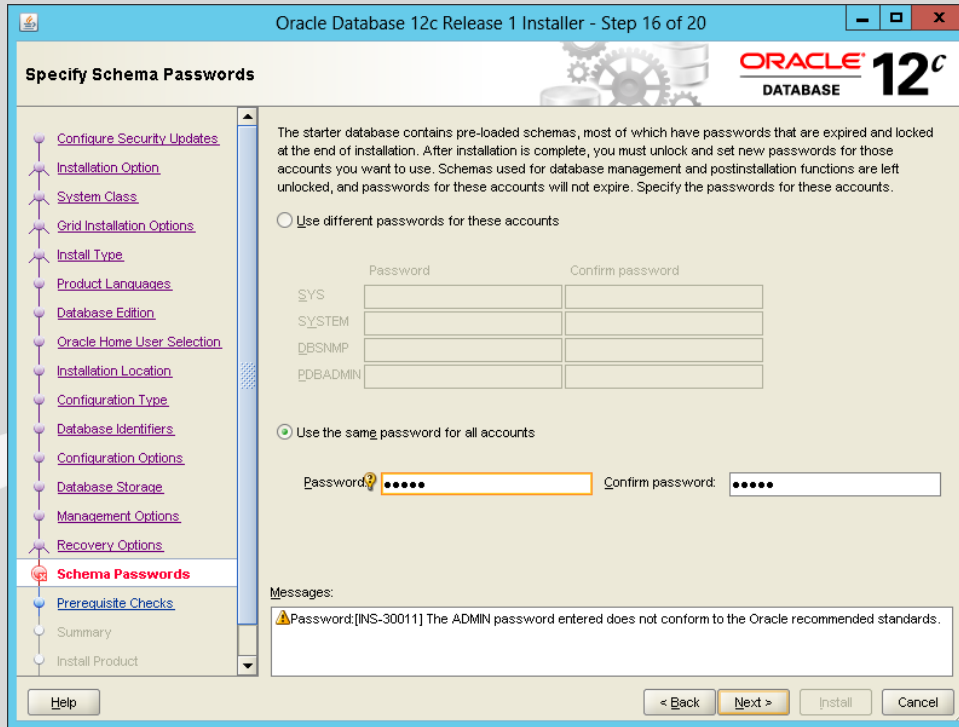 Oracle Database 12c Release 1 Installer - Step 16 of 20
Specify Schema Passwords
ORACLE
DATABASE
12c
Configure Security Updates
Installation Option
System Class
Grid Installation Options
Install Type
Product Languages
Database Edition
Oracle Home User Selection
Installation Location
Configuration Type
Database Identifiers
Configuration Options
Database Storage
Management Options
Recovery Options
Schema Passwords
Prerequisite Checks
Summary
Install Product
The starter database contains pre-loaded schemas, most of which have passwords that are expired and locked
at the end of installation. After installation is complete, you must unlock and set new passwords for those
accounts you want to use. Schemas used for database management and postinstallation functions are left
unlocked, and passwords for these accounts will not expire. Specify the passwords for these accounts.
Use different passwords for these accounts
Password Confirm password
SYS
SYSTEM
DBSNMP
PDBADMIN
Use the same password for all accounts
Password: ●●●●● Confirm password: ●●●●●
Messages:
Password:[INS-30011] The ADMIN password entered does not conform to the Oracle recommended standards.
Help < Back Next > Install Cancel